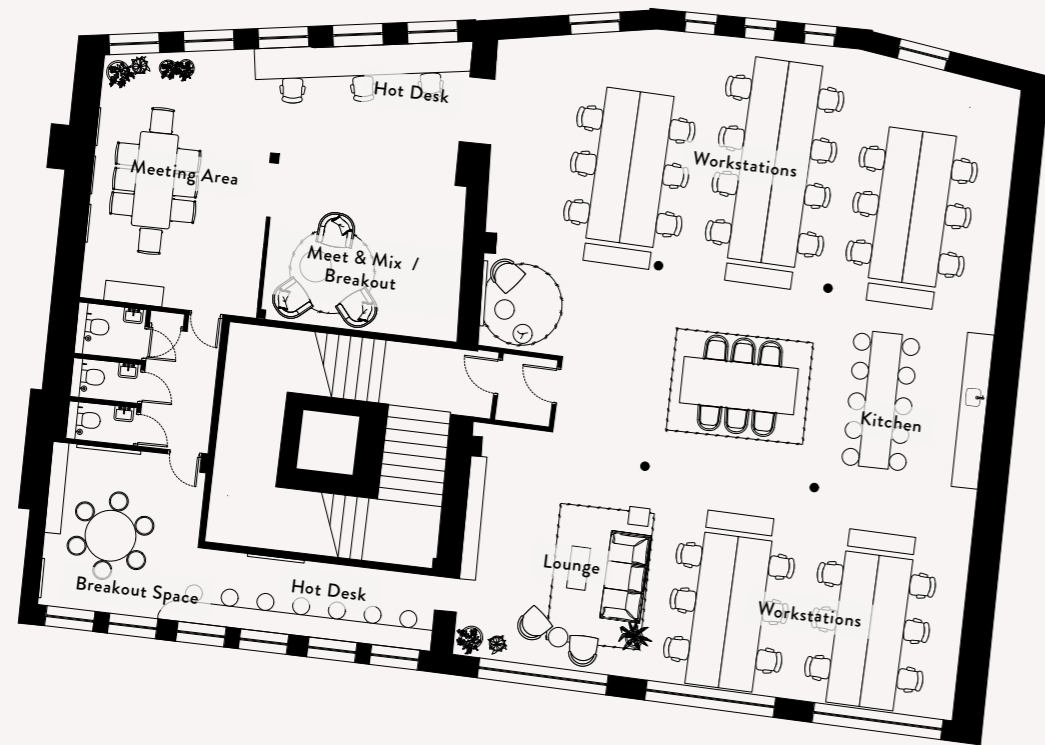 Hot Desk
Workstations
Meeting Area
Meet & Mix /
Breakout
Kitchen
Lounge
Breakout Space
Hot Desk
Workstations